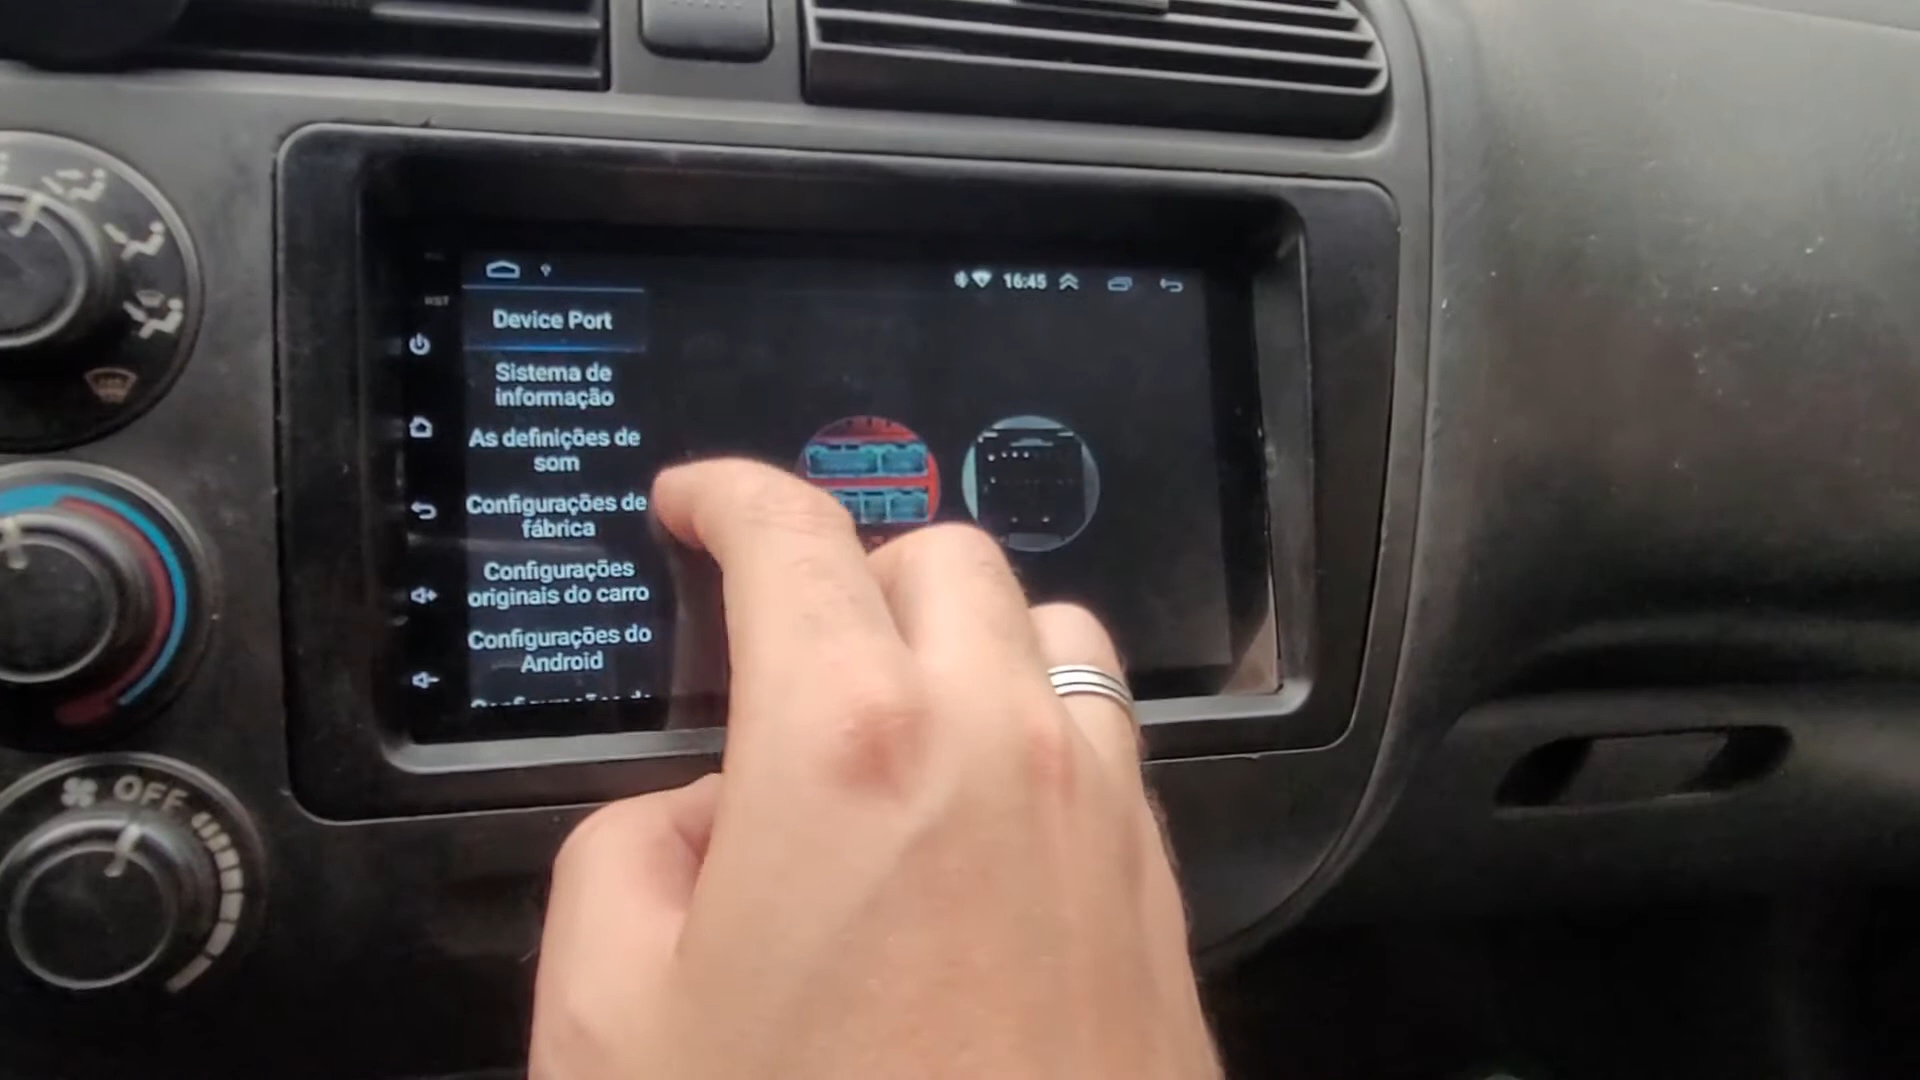 16:45
RST
Device Port
Sistema de
informação
As definições de
som
Configurações de
fábrica
Configurações
originais do carro
Configurações do
Android
OFF